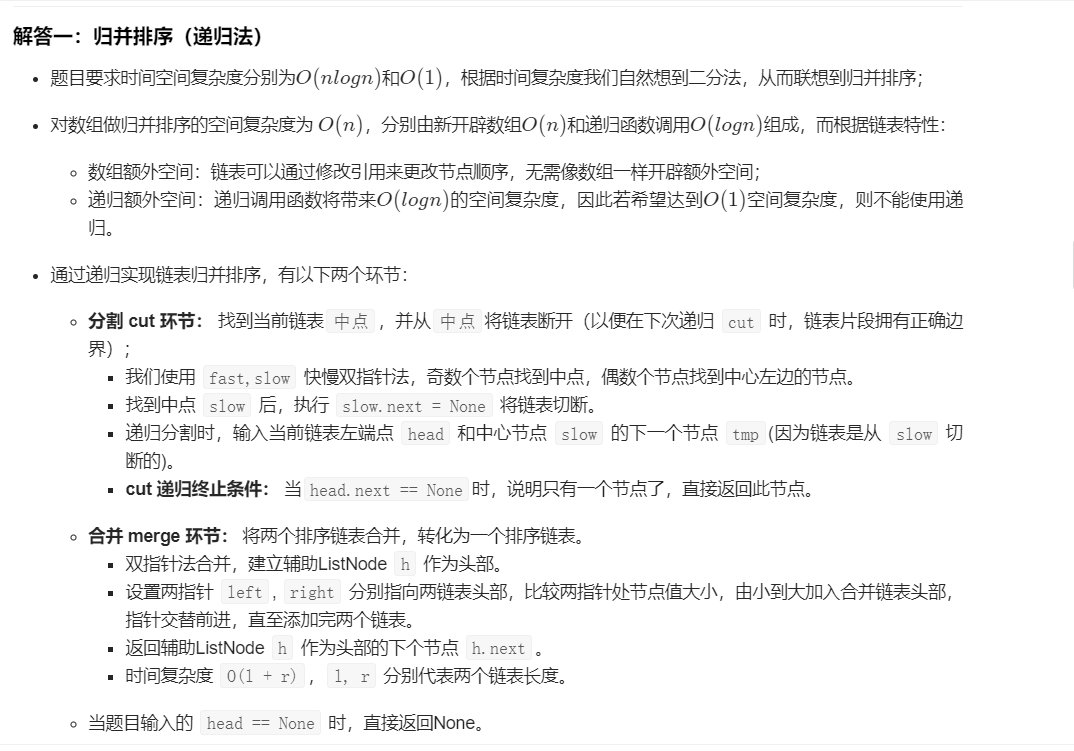 解答一：归并排序（递归法）
• 题目要求时间空间复杂度分别为O(nlogn)和O(1)，根据时间复杂度我们自然想到二分法，从而联想到归并排序；
• 对数组做归并排序的空间复杂度为 O(n)，分别由新开辟数组O(n)和递归函数调用O(logn)组成，而根据链表特性：
◦ 数组额外空间：链表可以通过修改引用来更改节点顺序，无需像数组一样开辟额外空间；
◦ 递归额外空间：递归调用函数将带来O(logn)的空间复杂度，因此若希望达到O(1)空间复杂度，则不能使用递
归。
• 通过递归实现链表归并排序，有以下两个环节：
◦ 分割 cut 环节： 找到当前链表 中点 ，并从 中点 将链表断开（以便在下次递归 cut 时，链表片段拥有正确边
界）；
▪ 我们使用 fast,slow 快慢双指针法，奇数个节点找到中点，偶数个节点找到中心左边的节点。
▪ 找到中点 slow 后，执行 slow.next = None 将链表切断。
▪ 递归分割时，输入当前链表左端点 head 和中心节点 slow 的下一个节点 tmp (因为链表是从 slow 切
断的)。
▪ cut 递归终止条件： 当 head.next == None 时，说明只有一个节点了，直接返回此节点。
◦ 合并 merge 环节： 将两个排序链表合并，转化为一个排序链表。
▪ 双指针法合并，建立辅助ListNode h 作为头部。
▪ 设置两指针 left , right 分别指向两链表头部，比较两指针处节点值大小，由小到大加入合并链表头部，
指针交替前进，直至添加完两个链表。
▪ 返回辅助ListNode h 作为头部的下个节点 h.next 。
▪ 时间复杂度 O(l + r) ， l, r 分别代表两个链表长度。
◦ 当题目输入的 head == None 时，直接返回None。